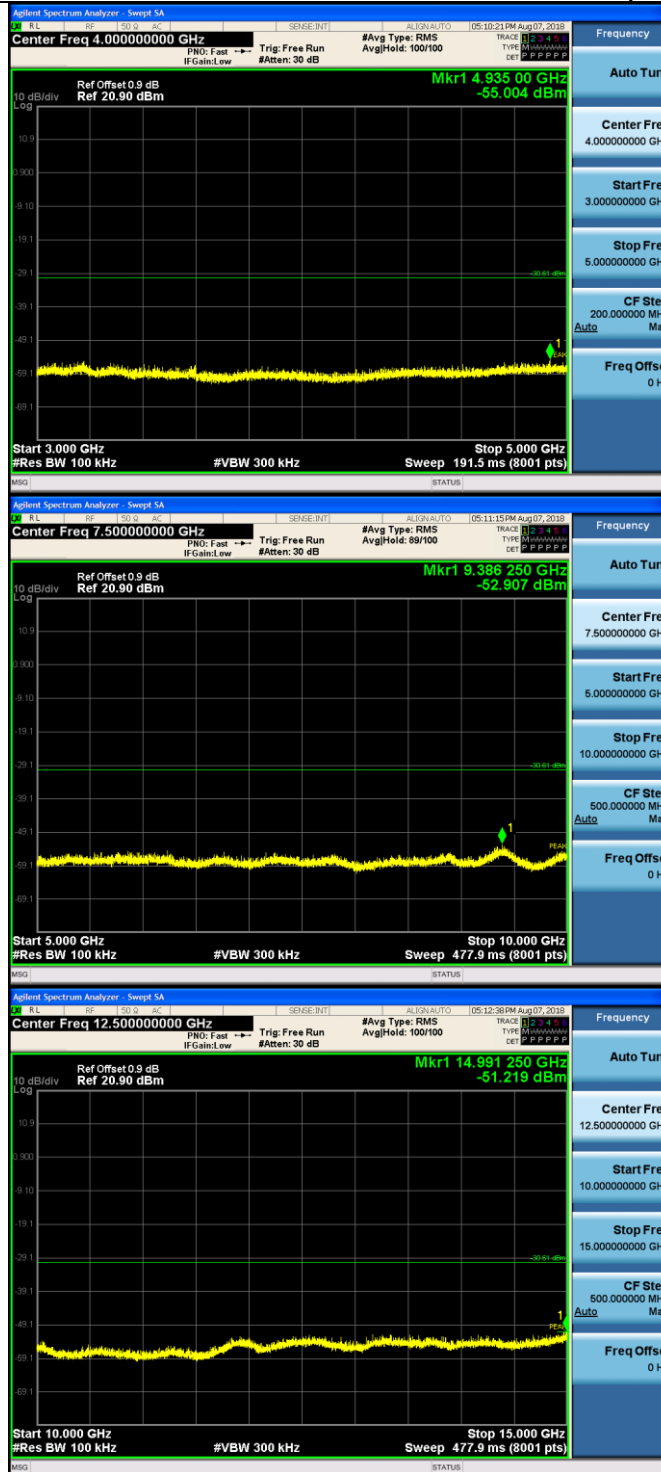 Agilent Spectrum Analyzer - Swept SA
RL RF 50 Ω AC SENSE:INT ALIGN AUTO 05:10:21 PM Aug 07, 2018
Center Freq 4.000000000 GHz #Avg Type: RMS TRACE 1 2 3 4 5 6
PNO: Fast Trig: Free Run Avg|Hold: 100/100 TYPE M
IFGain:Low #Atten: 30 dB DET P P P P P P
Frequency
Auto Tun
Mkr1 4.935 00 GHz
Ref Offset 0.9 dB
10 dB/div Ref 20.90 dBm -55.004 dBm
Log
10.9
0.900
-9.10
-19.1
-29.1
-30.61 dBm
-39.1
-49.1
1
PEAK
-59.1
-69.1
Center Fre
4.000000000 GH
Start Fre
3.000000000 GH
Stop Fre
5.000000000 GH
CF Ste
200.000000 MH
Auto Ma
Freq Offse
0 H
Start 3.000 GHz Stop 5.000 GHz
#Res BW 100 kHz #VBW 300 kHz Sweep 191.5 ms (8001 pts)
MSG STATUS
Agilent Spectrum Analyzer - Swept SA
RL RF 50 Ω AC SENSE:INT ALIGN AUTO 05:11:15 PM Aug 07, 2018
Center Freq 7.500000000 GHz #Avg Type: RMS TRACE 1 2 3 4 5 6
PNO: Fast Trig: Free Run Avg|Hold: 89/100 TYPE M
IFGain:Low #Atten: 30 dB DET P P P P P P
Frequency
Auto Tun
Mkr1 9.386 250 GHz
Ref Offset 0.9 dB
10 dB/div Ref 20.90 dBm -52.907 dBm
Log
10.9
0.900
-9.10
-19.1
-29.1
-30.61 dBm
-39.1
-49.1
1
PEAK
-59.1
-69.1
Center Fre
7.500000000 GH
Start Fre
5.000000000 GH
Stop Fre
10.000000000 GH
CF Ste
500.000000 MH
Auto Ma
Freq Offse
0 H
Start 5.000 GHz Stop 10.000 GHz
#Res BW 100 kHz #VBW 300 kHz Sweep 477.9 ms (8001 pts)
MSG STATUS
Agilent Spectrum Analyzer - Swept SA
RL RF 50 Ω AC SENSE:INT ALIGN AUTO 05:12:38 PM Aug 07, 2018
Center Freq 12.500000000 GHz #Avg Type: RMS TRACE 1 2 3 4 5 6
PNO: Fast Trig: Free Run Avg|Hold: 100/100 TYPE M
IFGain:Low #Atten: 30 dB DET P P P P P P
Frequency
Auto Tun
Mkr1 14.991 250 GHz
Ref Offset 0.9 dB
10 dB/div Ref 20.90 dBm -51.219 dBm
Log
10.9
0.900
-9.10
-19.1
-29.1
-30.61 dBm
-39.1
-49.1
1
PEAK
-59.1
-69.1
Center Fre
12.500000000 GH
Start Fre
10.000000000 GH
Stop Fre
15.000000000 GH
CF Ste
500.000000 MH
Auto Ma
Freq Offse
0 H
Start 10.000 GHz Stop 15.000 GHz
#Res BW 100 kHz #VBW 300 kHz Sweep 477.9 ms (8001 pts)
MSG STATUS